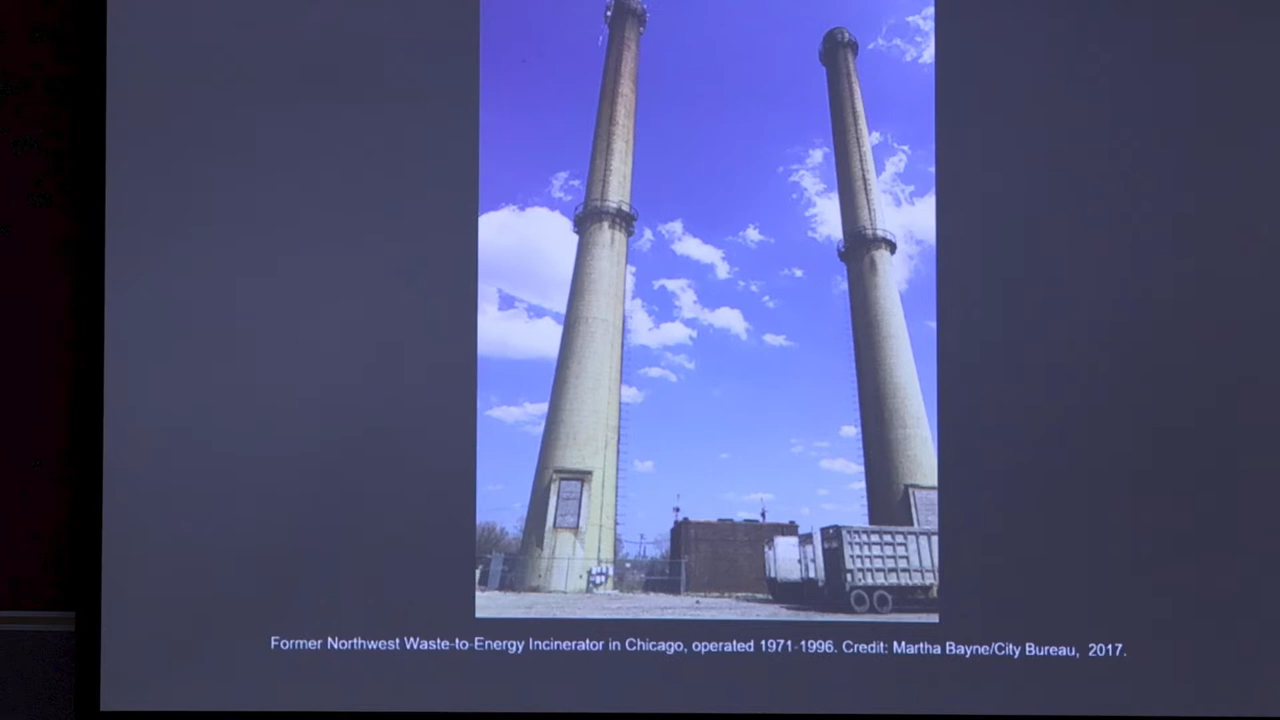 Former Northwest Waste-to-Energy Incinerator in Chicago, operated 1971-1996. Credit: Martha Bayne/City Bureau, 2017.